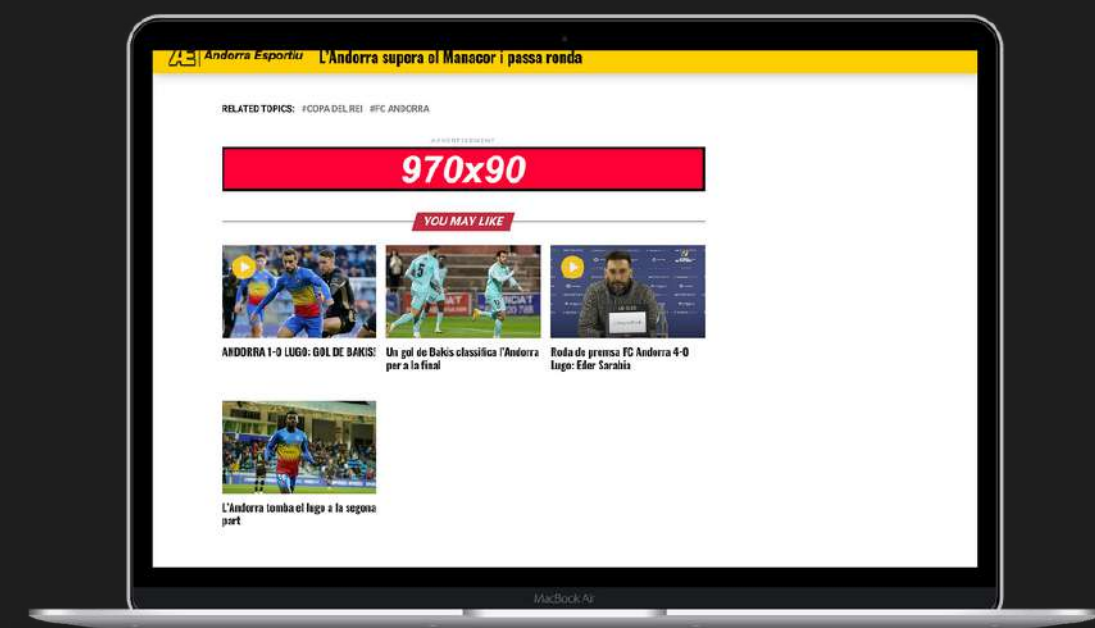 Andorra Esportiu L'Andorra supera el Manacor i passa ronda
RELATED TOPICS: #COPA DEL REI #FC ANDORRA
ADVERTISEMENT
970x90
YOU MAY LIKE
ANDORRA 1-0 LUGO: GOL DE BAKIS!
Un gol de Bakis classifica l'Andorra
per a la final
Roda de premsa FC Andorra 4-0
Lugo: Eder Sarabia
L'Andorra tomba el lugo a la segona
part
MacBook Air